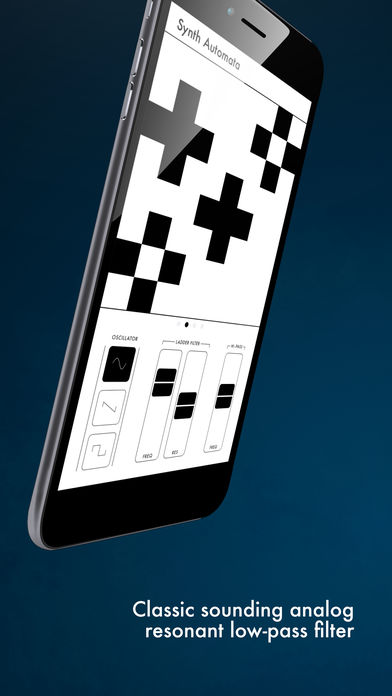 Synth Automata
OSCILLATOR
LADDER FILTER
HI-PASS
FREQ
RES
FREQ
Classic sounding analog
resonant low-pass filter